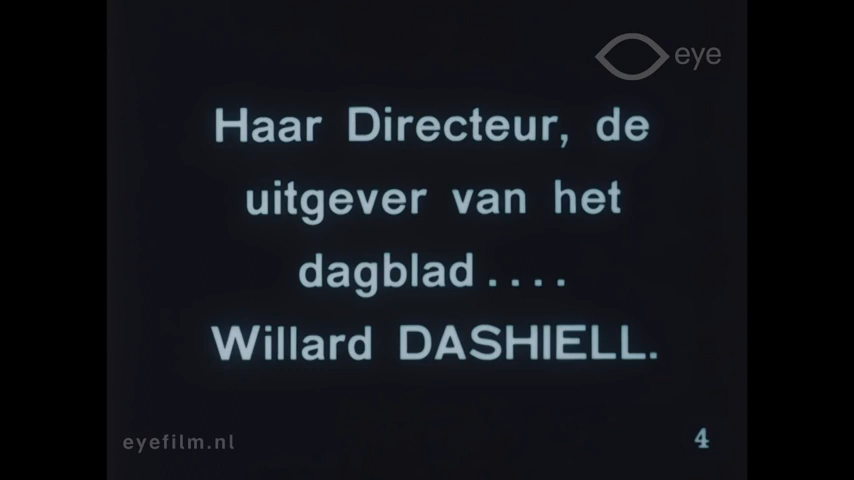 eye
Haar Directeur, de
uitgever van het
dagblad....
Willard DASHIELL.
eyefilm.nl
4